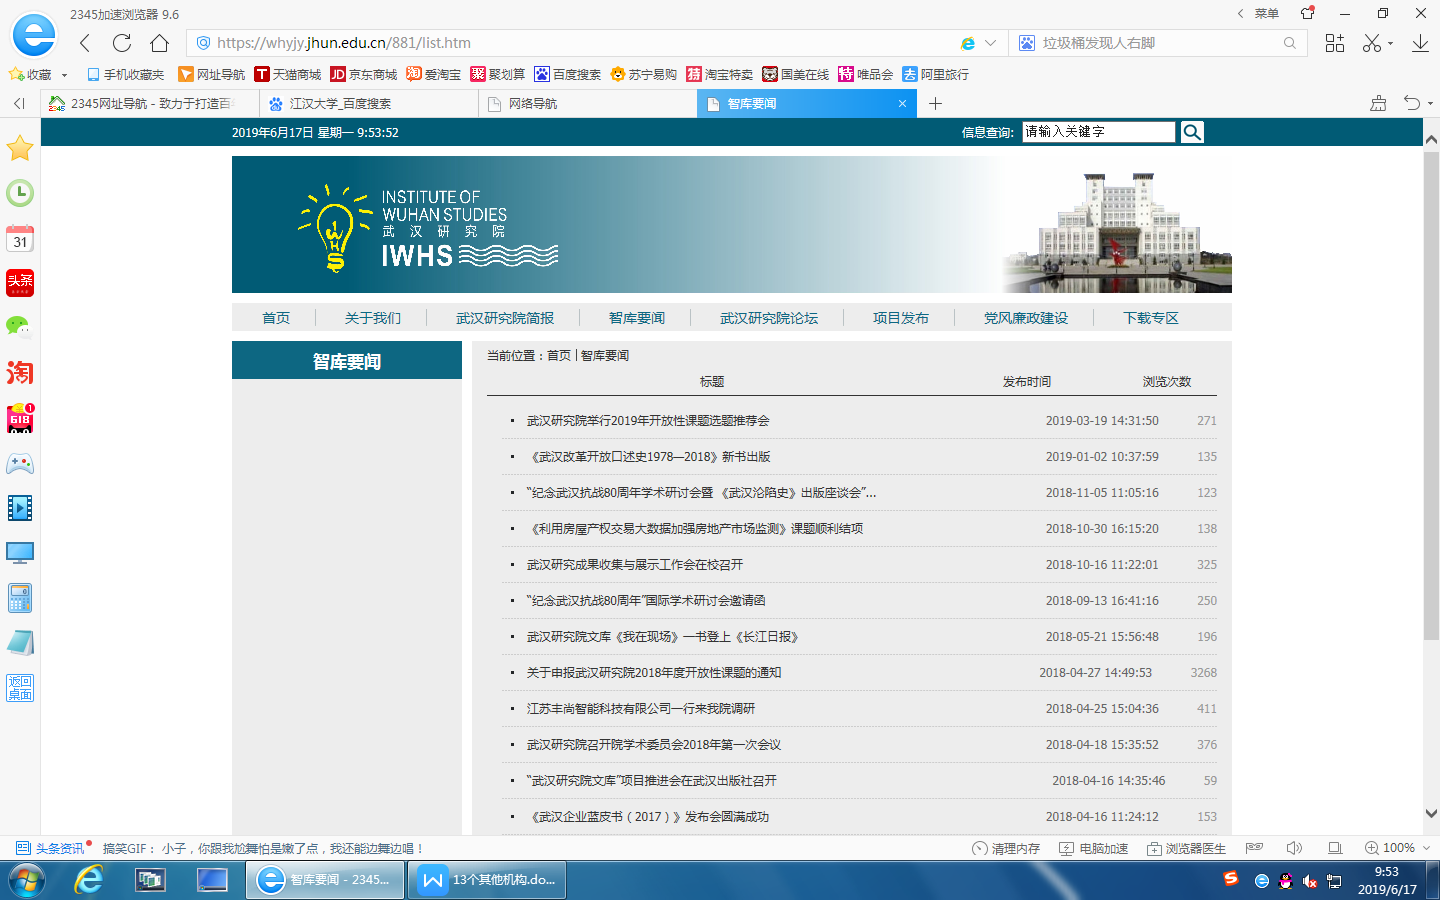 2345加速浏览器 9.6
菜单
https://whyjy.jhun.edu.cn/881/list.htm
垃圾桶发现人右脚
收藏
手机收藏夹
网址导航
天猫商城
京东商城
爱淘宝
聚划算
百度搜索
苏宁易购
淘宝特卖
国美在线
唯品会
阿里旅行
2345网址导航 - 致力于打造百
江汉大学_百度搜索
网络导航
智库要闻
2019年6月17日 星期一 9:53:52
信息查询:
请输入关键字
INSTITUTE OF
WUHAN STUDIES
武汉研究院
IWHS
首页
关于我们
武汉研究院简报
智库要闻
武汉研究院论坛
项目发布
党风廉政建设
下载专区
智库要闻
当前位置：首页 | 智库要闻
标题 发布时间 浏览次数
武汉研究院举行2019年开放性课题选题推荐会 2019-03-19 14:31:50 271
《武汉改革开放口述史1978—2018》新书出版 2019-01-02 10:37:59 135
“纪念武汉抗战80周年学术研讨会暨 《武汉沦陷史》出版座谈会”... 2018-11-05 11:05:16 123
《利用房屋产权交易大数据加强房地产市场监测》课题顺利结项 2018-10-30 16:15:20 138
武汉研究成果收集与展示工作会在校召开 2018-10-16 11:22:01 325
“纪念武汉抗战80周年”国际学术研讨会邀请函 2018-09-13 16:41:16 250
武汉研究院文库《我在现场》一书登上《长江日报》 2018-05-21 15:56:48 196
关于申报武汉研究院2018年度开放性课题的通知 2018-04-27 14:49:53 3268
江苏丰尚智能科技有限公司一行来我院调研 2018-04-25 15:04:36 411
武汉研究院召开院学术委员会2018年第一次会议 2018-04-18 15:35:52 376
“武汉研究院文库”项目推进会在武汉出版社召开 2018-04-16 14:35:46 59
《武汉企业蓝皮书（2017）》发布会圆满成功 2018-04-16 11:24:12 153
31
头条
淘
618
1
返回
桌面
头条资讯
搞笑GIF： 小子，你跟我尬舞怕是嫩了点，我还能边舞边唱！
清理内存
电脑加速
浏览器医生
100%
智库要闻 - 2345...
13个其他机构.do...
9:53
2019/6/17